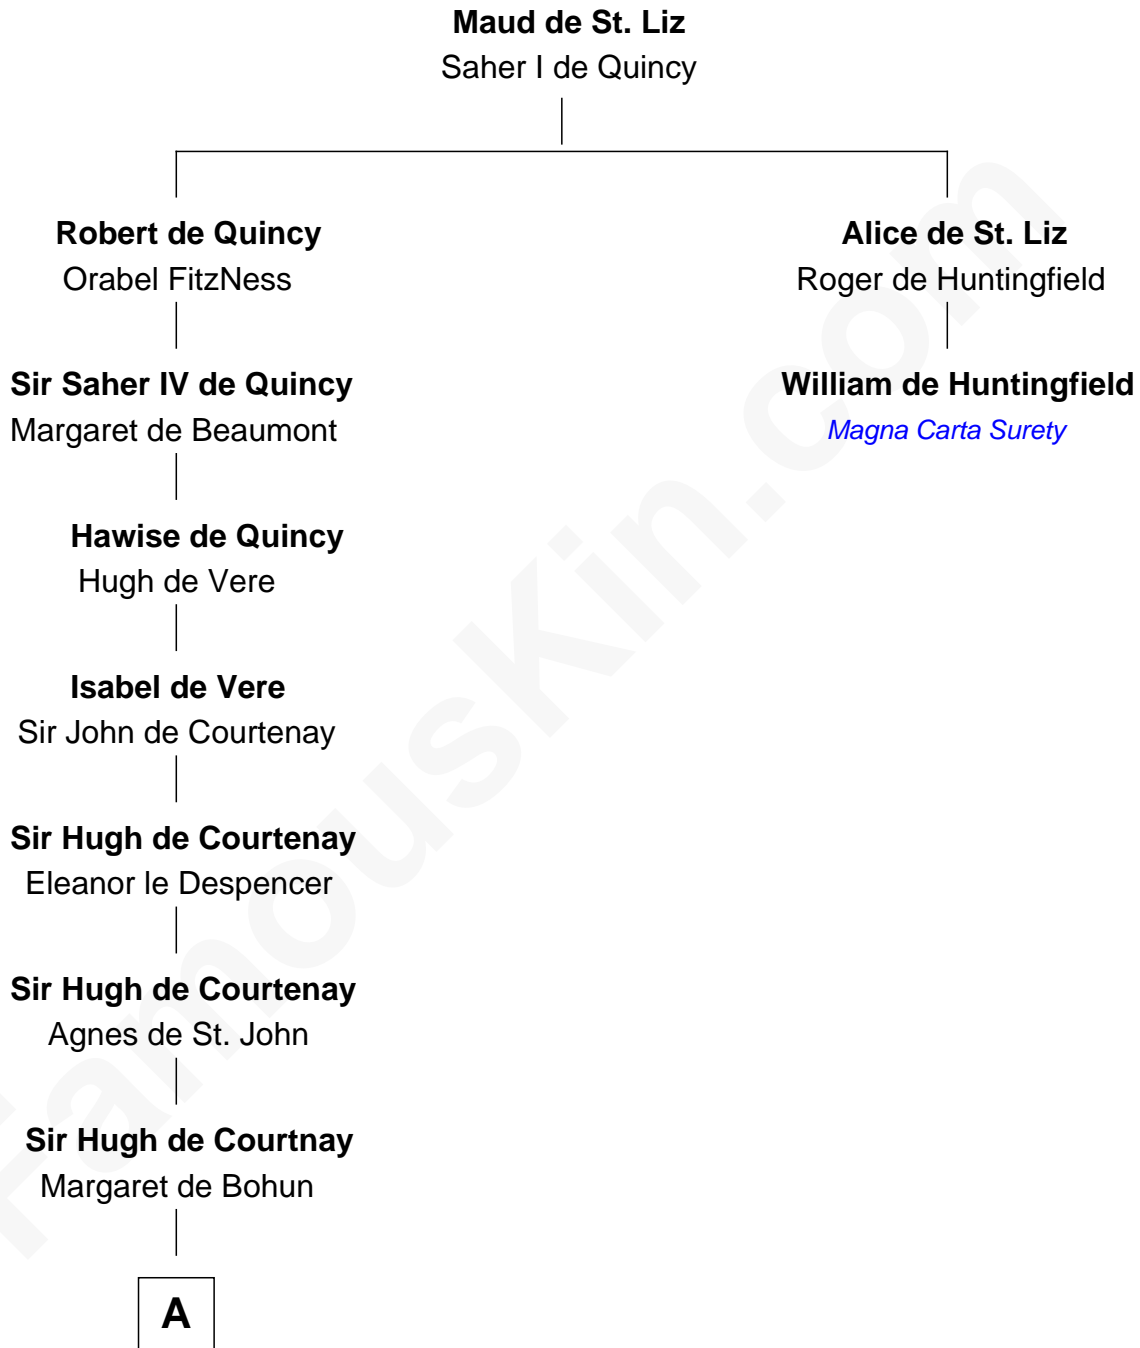 Maud de St. Liz
Saher I de Quincy
Robert de Quincy
Orabel FitzNess
Alice de St. Liz
Roger de Huntingfield
Sir Saher IV de Quincy
Margaret de Beaumont
William de Huntingfield
Magna Carta Surety
Hawise de Quincy
Hugh de Vere
Isabel de Vere
Sir John de Courtenay
Sir Hugh de Courtenay
Eleanor le Despencer
Sir Hugh de Courtenay
Agnes de St. John
Sir Hugh de Courtnay
Margaret de Bohun
A
FamousKin.com